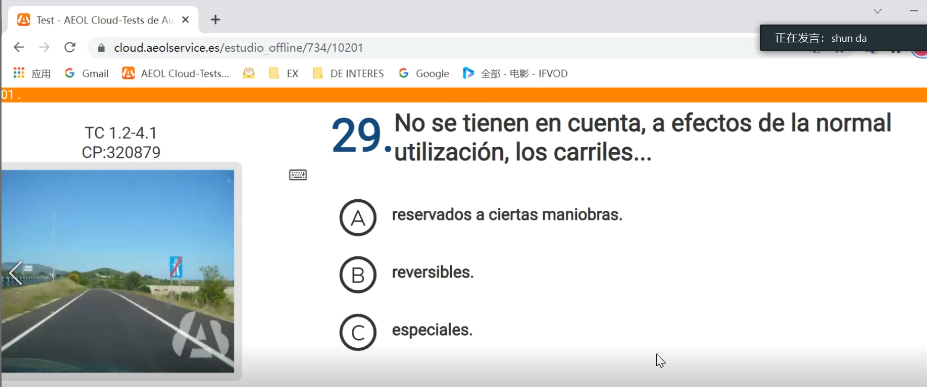 Test - AEOL Cloud-Tests de Au
正在发言: shun da
cloud.aeolservice.es/estudio_offline/734/10201
应用
Gmail
AEOL Cloud-Tests...
EX
DE INTERES
Google
全部 - 电影 - IFVOD
01 .
TC 1.2-4.1
CP:320879
29. No se tienen en cuenta, a efectos de la normal
utilización, los carriles...
A reservados a ciertas maniobras.
B reversibles.
C especiales.